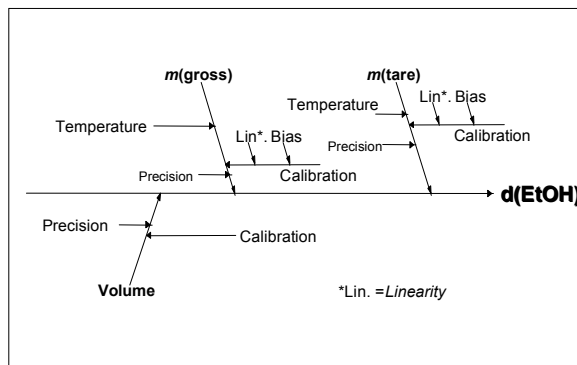 m(gross)
m(tare)
Temperature
Temperature
Lin*. Bias
Lin*. Bias
Calibration
Precision
Precision
Calibration
d(EtOH)
Precision
Calibration
Volume
*Lin. =Linearity